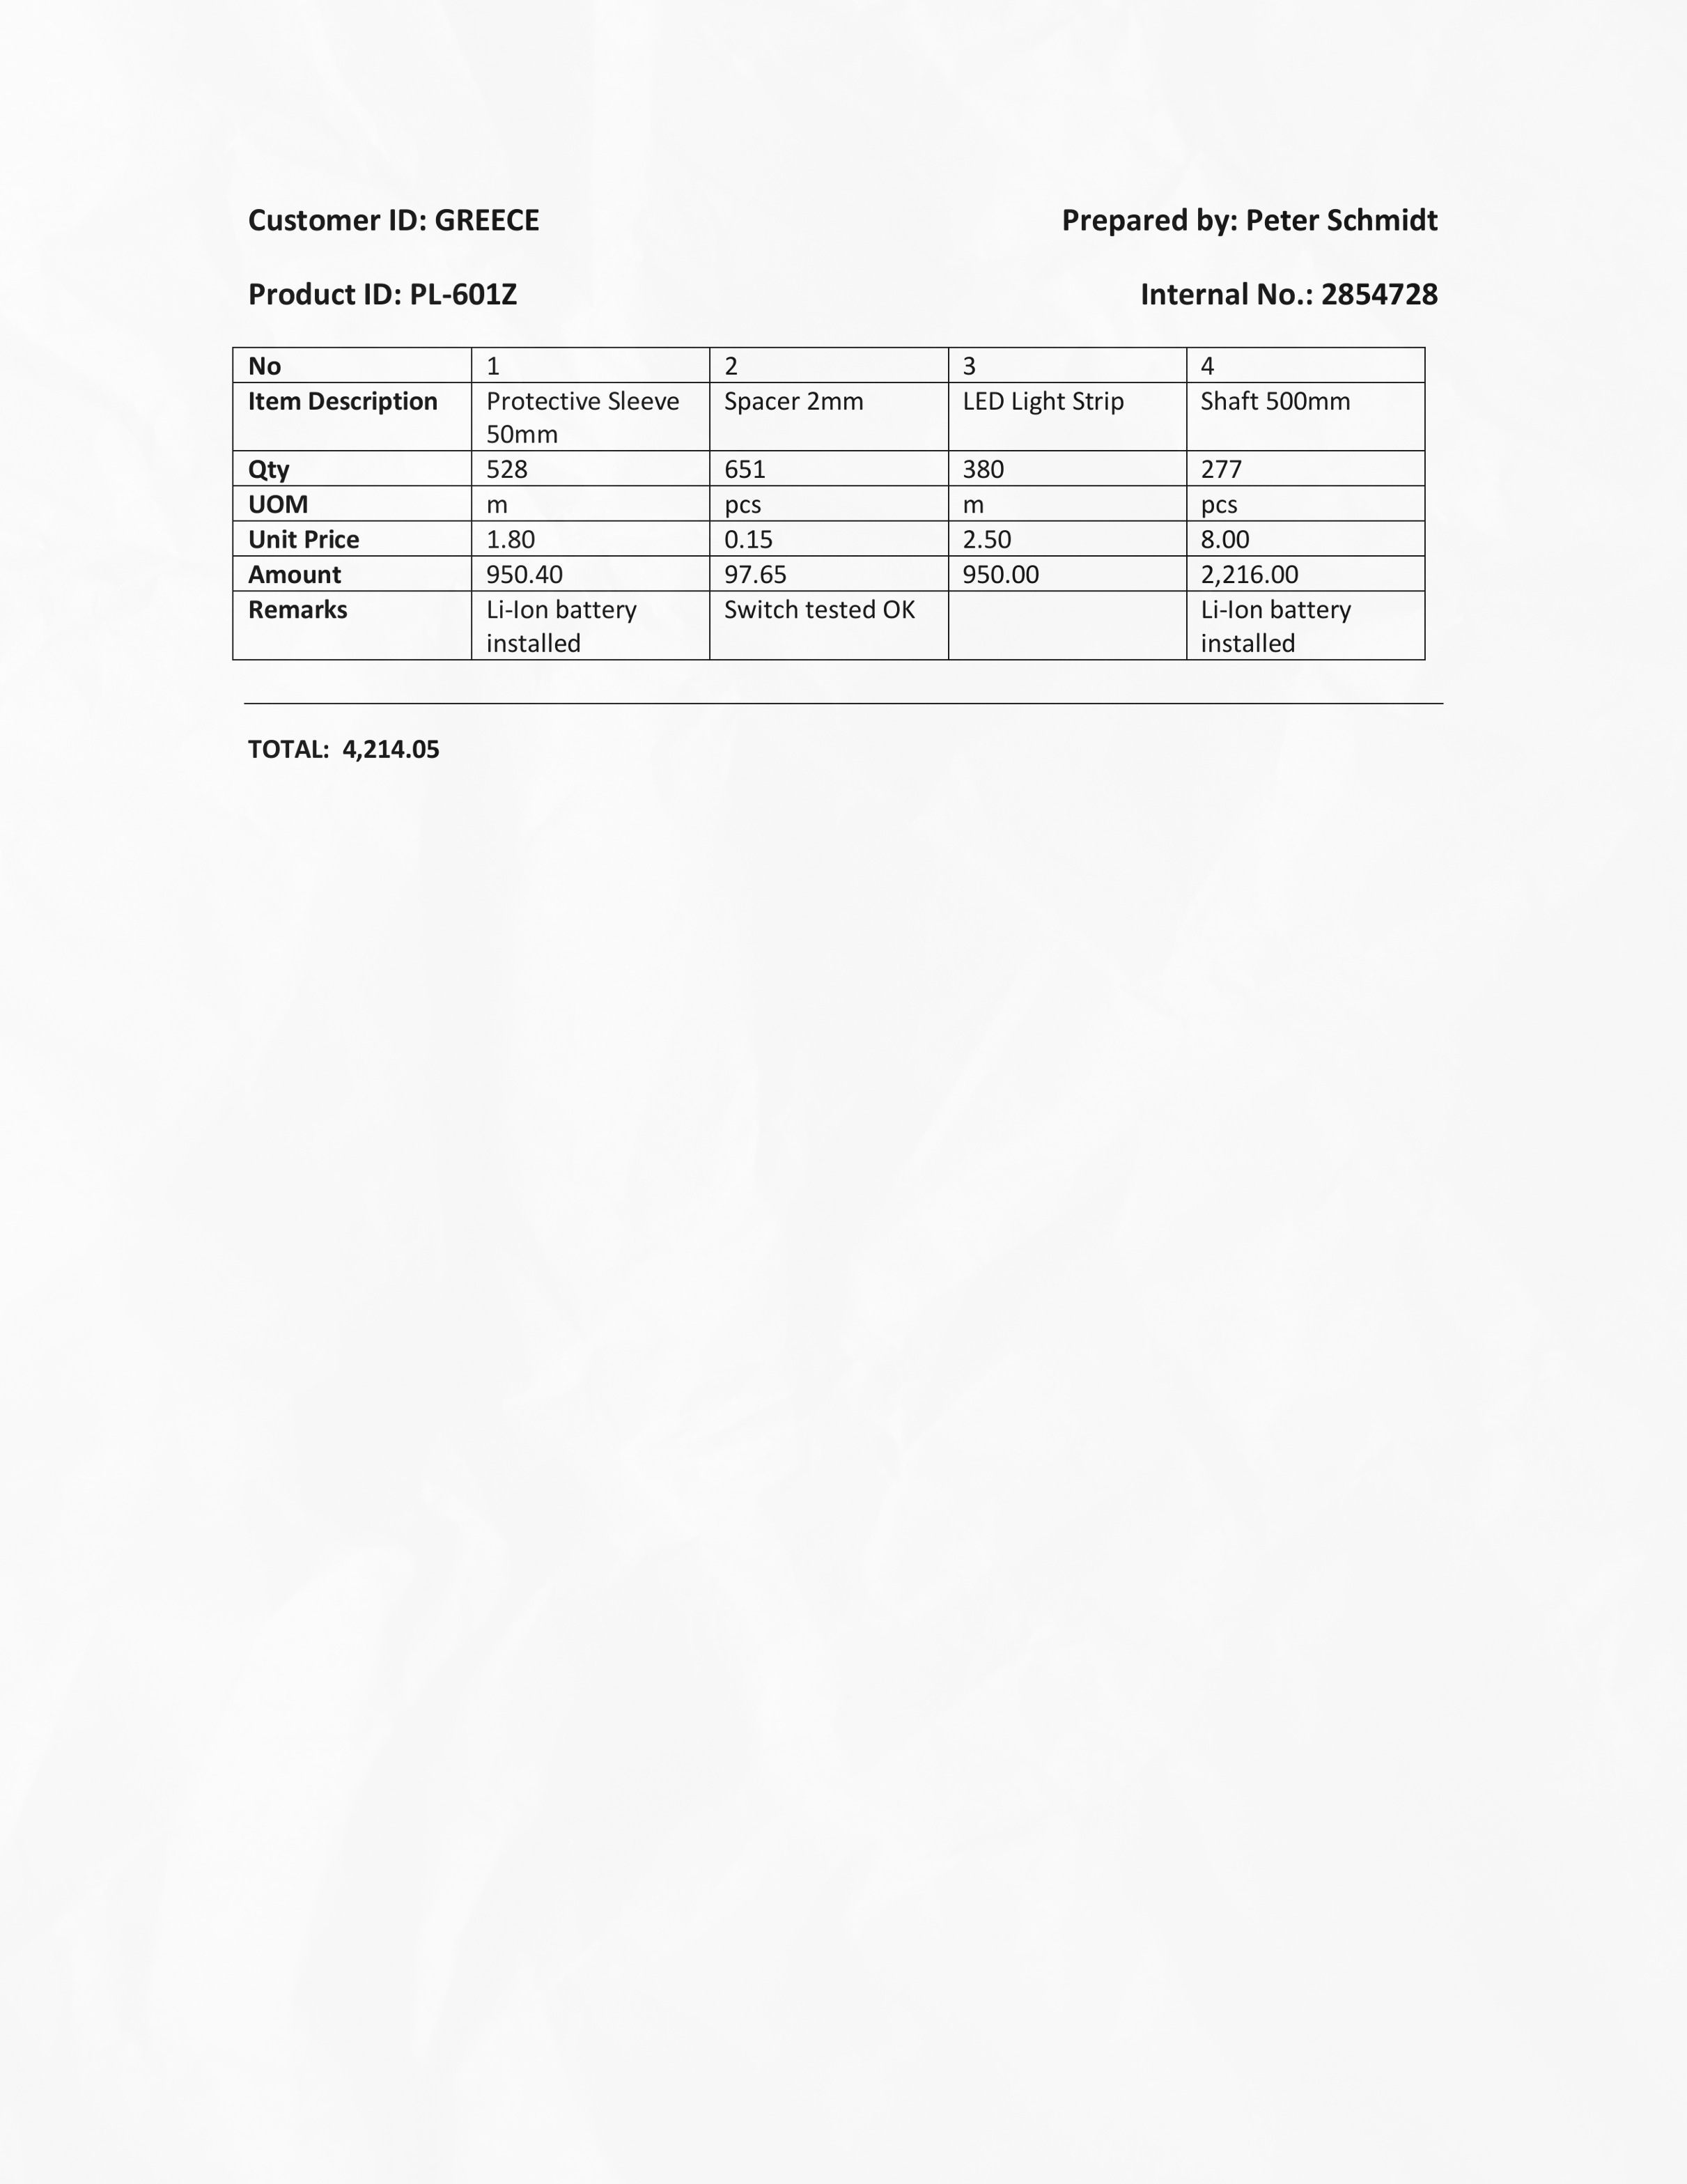 Customer ID: GREECE Prepared by: Peter Schmidt
Product ID: PL-601Z Internal No.: 2854728
No 1 2 3 4
Item Description Protective Sleeve 50mm Spacer 2mm LED Light Strip Shaft 500mm
Qty 528 651 380 277
UOM m pcs m pcs
Unit Price 1.80 0.15 2.50 8.00
Amount 950.40 97.65 950.00 2,216.00
Remarks Li-Ion battery installed Switch tested OK Li-Ion battery installed
TOTAL: 4,214.05